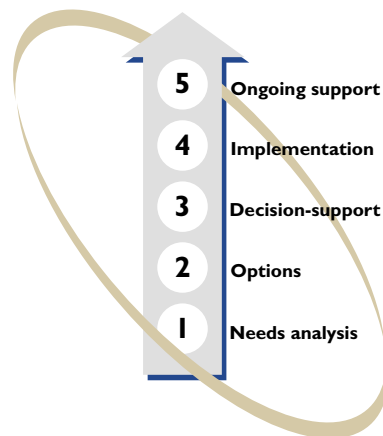 5 Ongoing support
4 Implementation
3 Decision-support
2 Options
1 Needs analysis